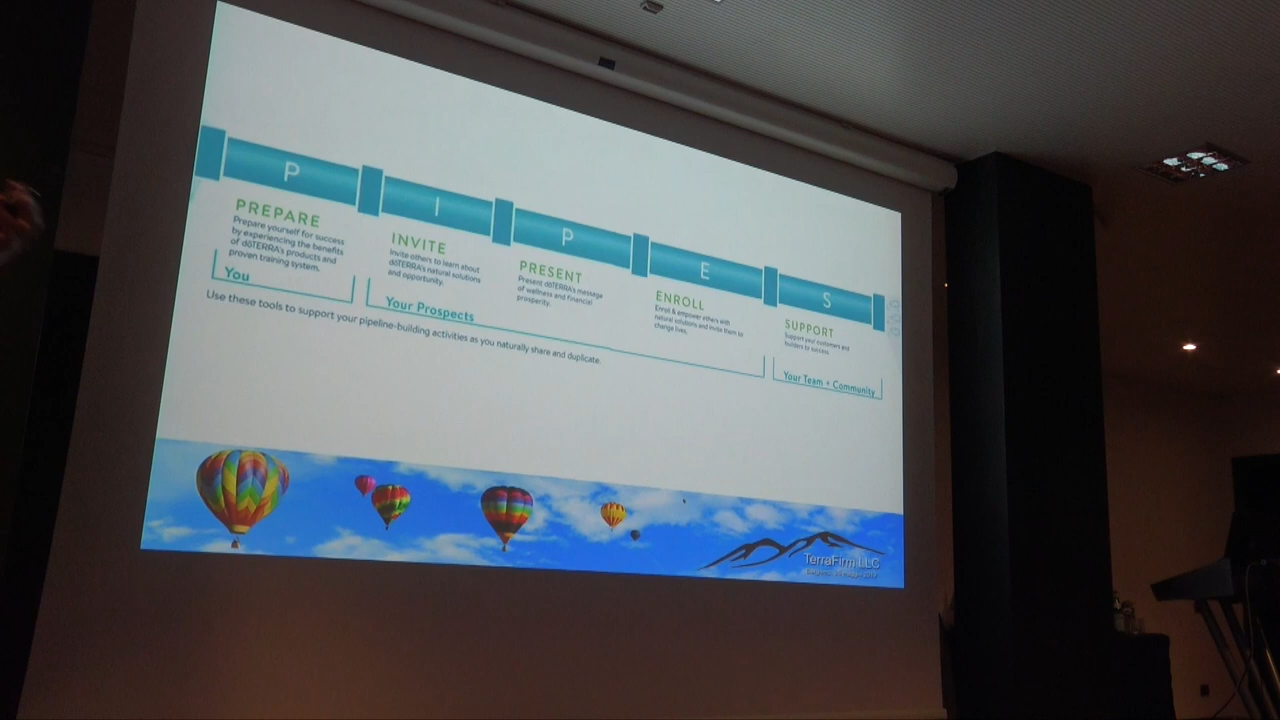 P
I
P
E
S
PREPARE
Prepare yourself for success
by experiencing the benefits
of dōTERRA's products and
proven training system.
You
INVITE
Invite others to learn about
dōTERRA's natural solutions
and opportunity.
Your Prospects
PRESENT
Present dōTERRA's message
of wellness and financial
prosperity.
ENROLL
Enroll & empower others with
natural solutions and invite them to
change lives.
SUPPORT
Support your customers and
builders to success.
Your Team + Community
Use these tools to support your pipeline-building activities as you naturally share and duplicate.
TerraFirm LLC